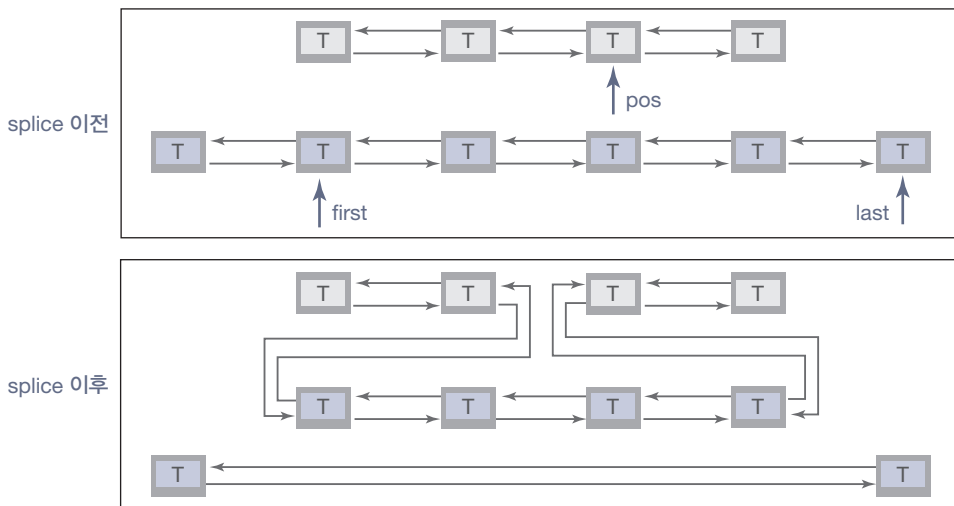 T T T T
pos
splice 이전
T T T T T T
first last
T T T T
splice 이후
T T T T
T T